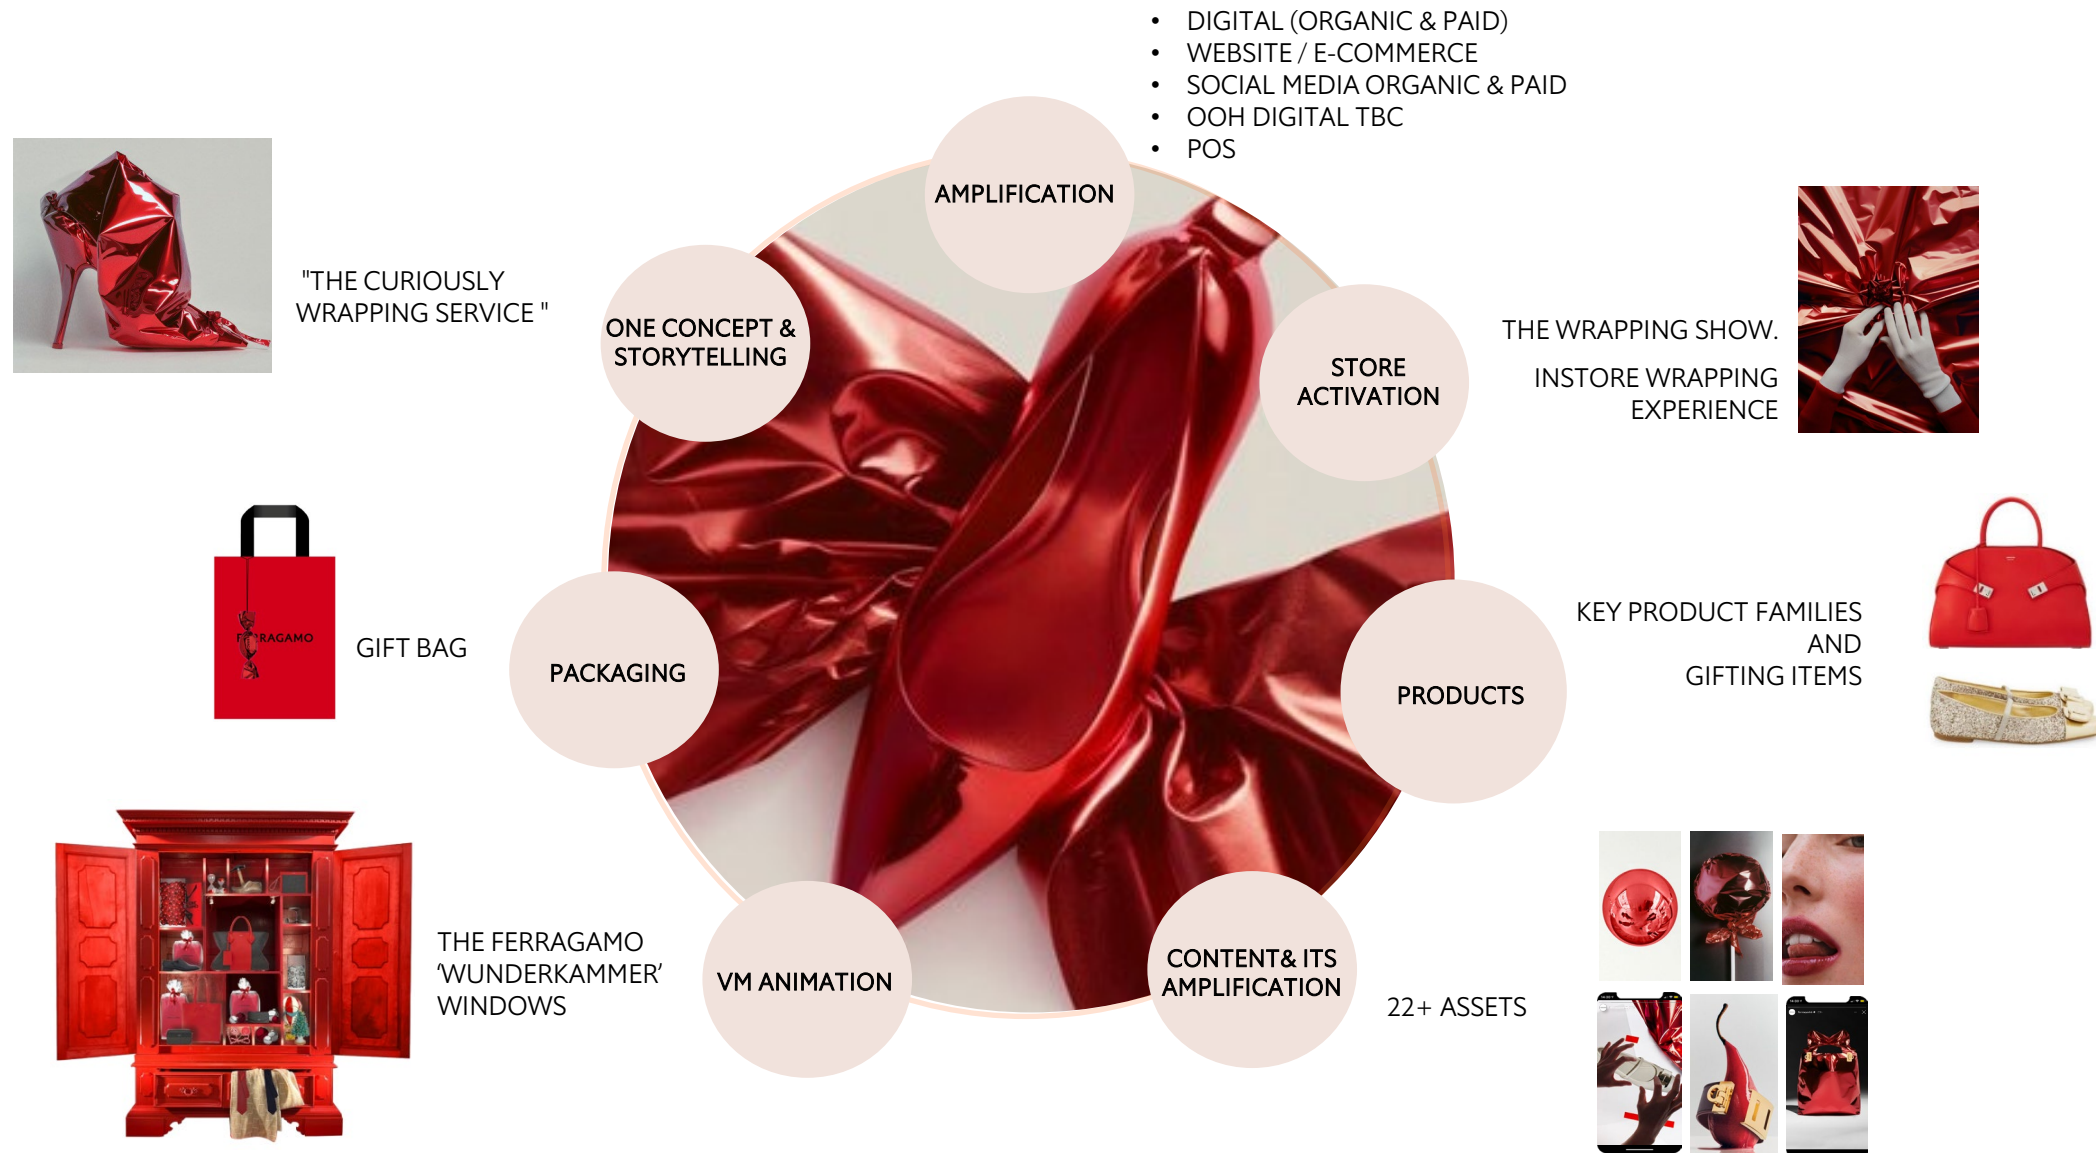 • DIGITAL (ORGANIC & PAID)
• WEBSITE / E-COMMERCE
• SOCIAL MEDIA ORGANIC & PAID
• OOH DIGITAL TBC
• POS
AMPLIFICATION
"THE CURIOUSLY
WRAPPING SERVICE "
ONE CONCEPT &
STORYTELLING
STORE
ACTIVATION
THE WRAPPING SHOW.
INSTORE WRAPPING
EXPERIENCE
FERRAGAMO
GIFT BAG
PACKAGING
PRODUCTS
KEY PRODUCT FAMILIES
AND
GIFTING ITEMS
THE FERRAGAMO
‘WUNDERKAMMER’
WINDOWS
VM ANIMATION
CONTENT& ITS
AMPLIFICATION
22+ ASSETS